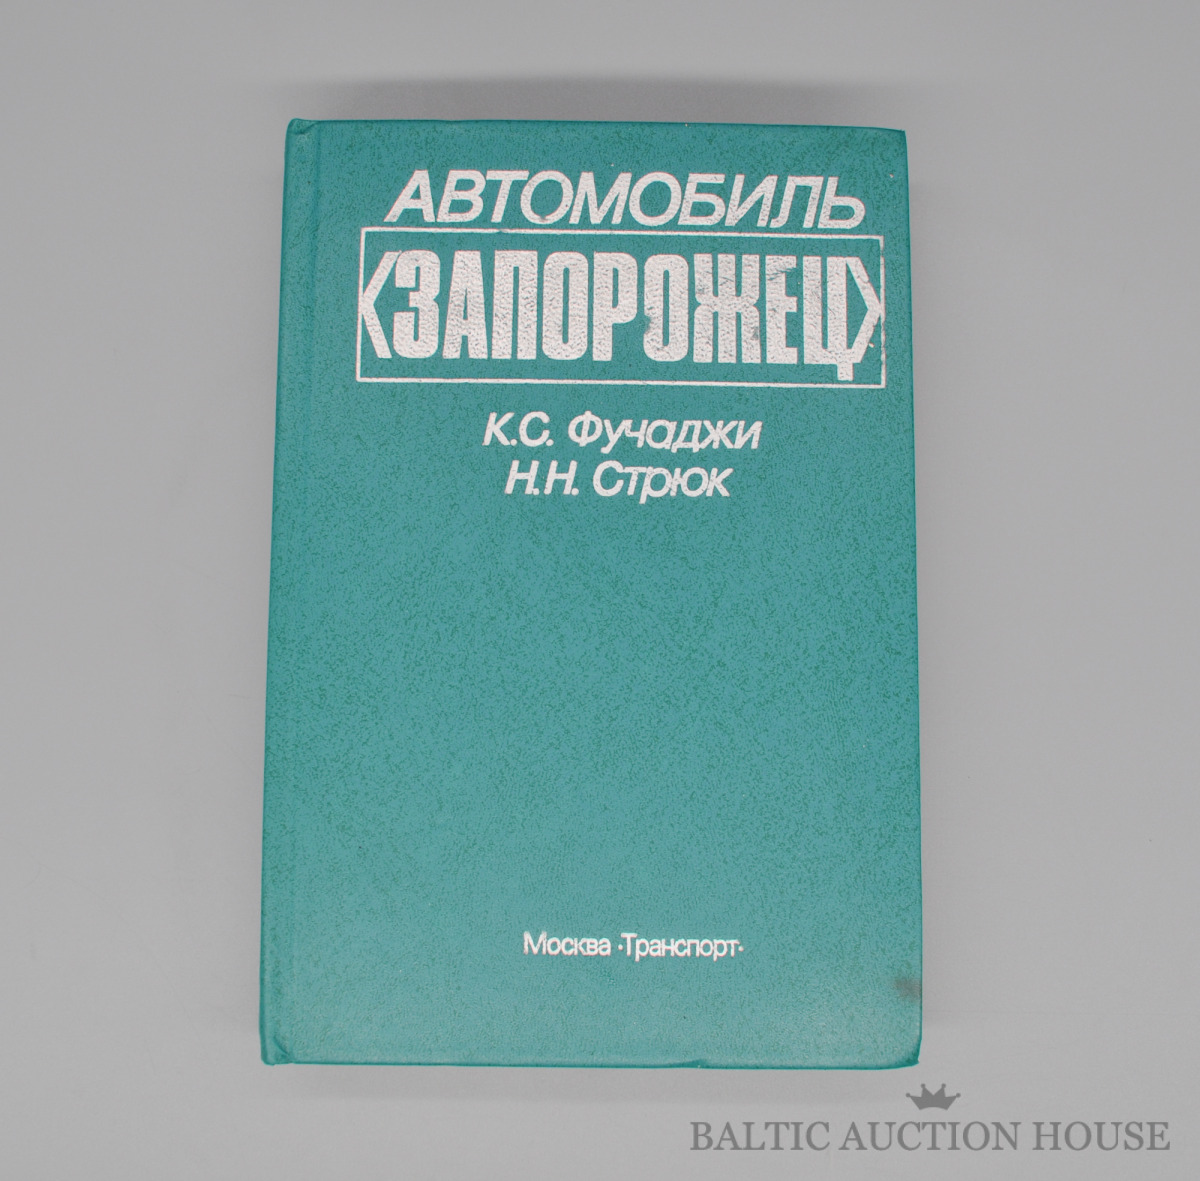 АВТОМОБИЛЬ
<ЗАПОРОЖЕЦ>
К.С. Фучаджи
Н.Н. Стрюк
Москва ·Транспорт·
BALTIC AUCTION HOUSE